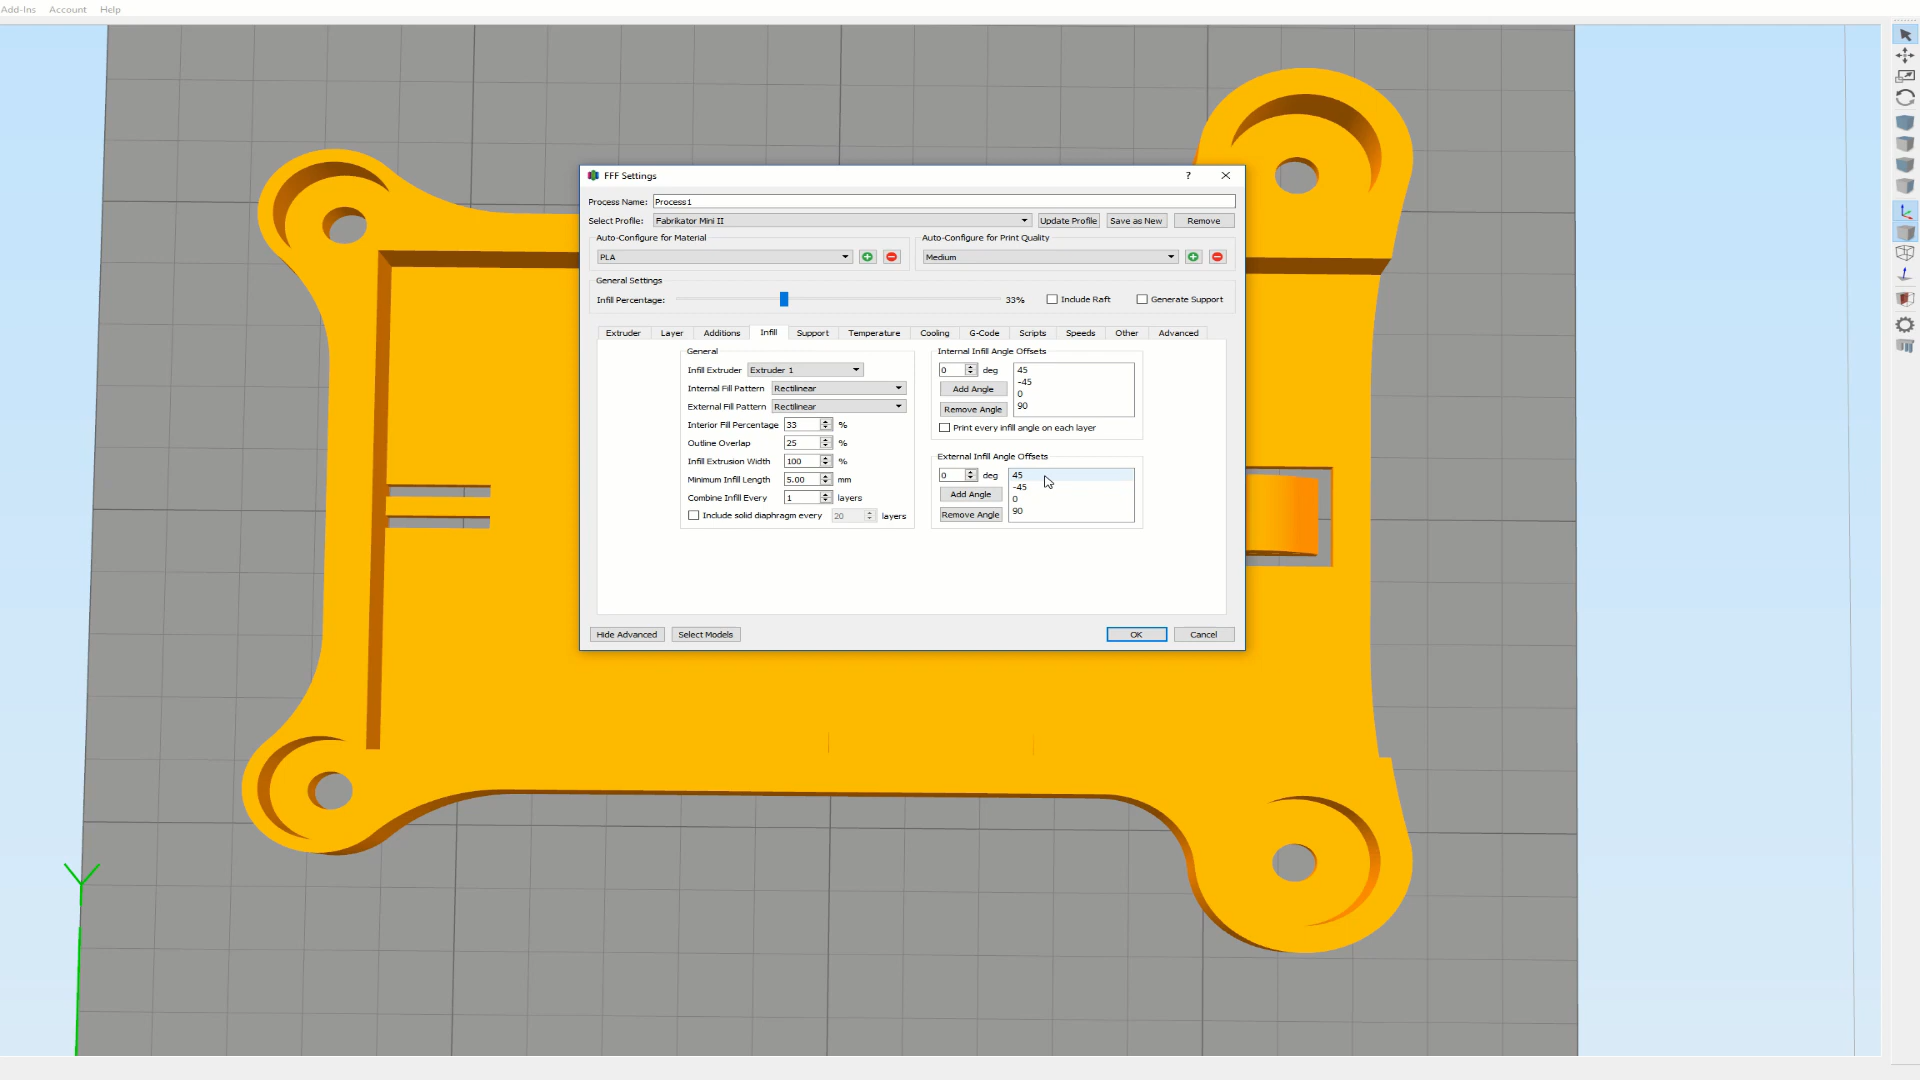 Add-Ins Account Help
FFF Settings ?
Process Name: Process1
Select Profile: Fabrikator Mini II Update Profile Save as New Remove
Auto-Configure for Material Auto-Configure for Print Quality
PLA Medium
General Settings
Infill Percentage: 33% Include Raft Generate Support
Extruder Layer Additions Infill Support Temperature Cooling G-Code Scripts Speeds Other Advanced
General
Infill Extruder Extruder 1
Internal Fill Pattern Rectilinear
External Fill Pattern Rectilinear
Interior Fill Percentage 33 %
Outline Overlap 25 %
Infill Extrusion Width 100 %
Minimum Infill Length 5.00 mm
Combine Infill Every 1 layers
Include solid diaphragm every 20 layers
Internal Infill Angle Offsets
0 deg
Add Angle
Remove Angle
45
-45
0
90
Print every infill angle on each layer
External Infill Angle Offsets
0 deg
Add Angle
Remove Angle
45
-45
0
90
Hide Advanced Select Models OK Cancel